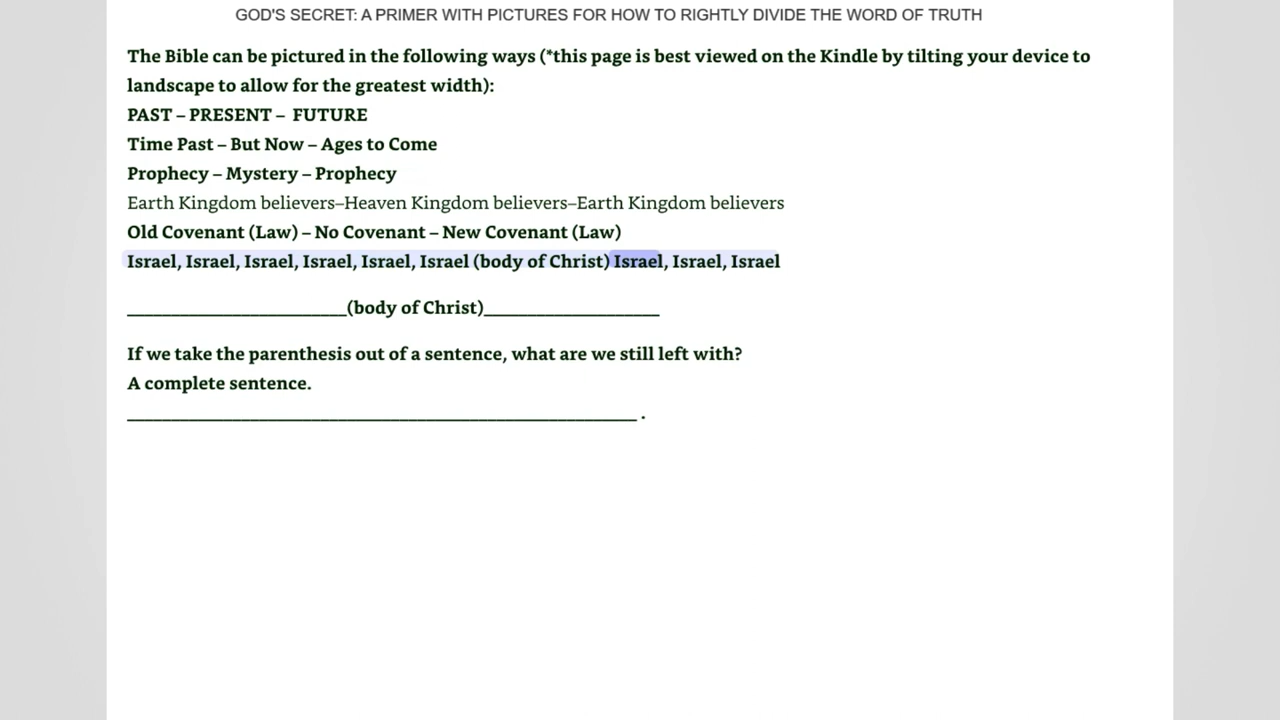 GOD'S SECRET: A PRIMER WITH PICTURES FOR HOW TO RIGHTLY DIVIDE THE WORD OF TRUTH
The Bible can be pictured in the following ways (*this page is best viewed on the Kindle by tilting your device to
landscape to allow for the greatest width):
PAST – PRESENT – FUTURE
Time Past – But Now – Ages to Come
Prophecy – Mystery – Prophecy
Earth Kingdom believers–Heaven Kingdom believers–Earth Kingdom believers
Old Covenant (Law) – No Covenant – New Covenant (Law)
Israel, Israel, Israel, Israel, Israel, Israel (body of Christ) Israel, Israel, Israel
_________________________(body of Christ)____________________
If we take the parenthesis out of a sentence, what are we still left with?
A complete sentence.
__________________________________________________________ .